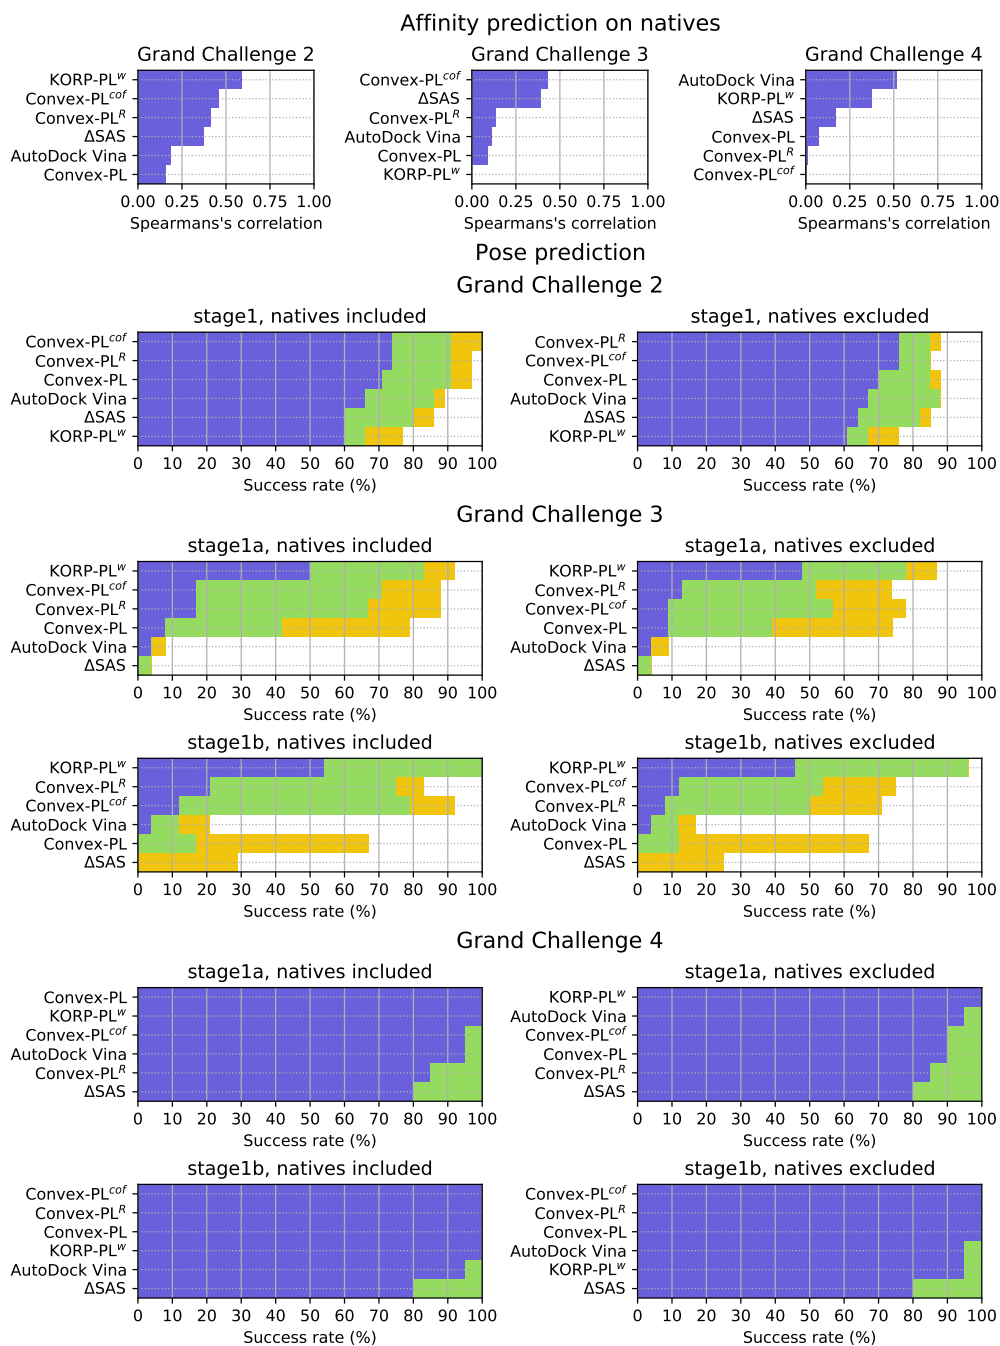 Affinity prediction on natives
Grand Challenge 2
KORP-PL^w
Convex-PL^cof
Convex-PL^R
ΔSAS
AutoDock Vina
Convex-PL
0.00 0.25 0.50 0.75 1.00
Spearmans's correlation
Grand Challenge 3
Convex-PL^cof
ΔSAS
Convex-PL^R
AutoDock Vina
Convex-PL
KORP-PL^w
0.00 0.25 0.50 0.75 1.00
Spearmans's correlation
Grand Challenge 4
AutoDock Vina
KORP-PL^w
ΔSAS
Convex-PL
Convex-PL^R
Convex-PL^cof
0.00 0.25 0.50 0.75 1.00
Spearmans's correlation
Pose prediction
Grand Challenge 2
stage1, natives included
Convex-PL^cof
Convex-PL^R
Convex-PL
AutoDock Vina
ΔSAS
KORP-PL^w
0 10 20 30 40 50 60 70 80 90 100
Success rate (%)
stage1, natives excluded
Convex-PL^R
Convex-PL^cof
Convex-PL
AutoDock Vina
ΔSAS
KORP-PL^w
0 10 20 30 40 50 60 70 80 90 100
Success rate (%)
Grand Challenge 3
stage1a, natives included
KORP-PL^w
Convex-PL^cof
Convex-PL^R
Convex-PL
AutoDock Vina
ΔSAS
0 10 20 30 40 50 60 70 80 90 100
Success rate (%)
stage1a, natives excluded
KORP-PL^w
Convex-PL^R
Convex-PL^cof
Convex-PL
AutoDock Vina
ΔSAS
0 10 20 30 40 50 60 70 80 90 100
Success rate (%)
stage1b, natives included
KORP-PL^w
Convex-PL^R
Convex-PL^cof
AutoDock Vina
Convex-PL
ΔSAS
0 10 20 30 40 50 60 70 80 90 100
Success rate (%)
stage1b, natives excluded
KORP-PL^w
Convex-PL^cof
Convex-PL^R
AutoDock Vina
Convex-PL
ΔSAS
0 10 20 30 40 50 60 70 80 90 100
Success rate (%)
Grand Challenge 4
stage1a, natives included
Convex-PL
KORP-PL^w
Convex-PL^cof
AutoDock Vina
Convex-PL^R
ΔSAS
0 10 20 30 40 50 60 70 80 90 100
Success rate (%)
stage1a, natives excluded
KORP-PL^w
AutoDock Vina
Convex-PL^cof
Convex-PL
Convex-PL^R
ΔSAS
0 10 20 30 40 50 60 70 80 90 100
Success rate (%)
stage1b, natives included
Convex-PL^cof
Convex-PL^R
Convex-PL
KORP-PL^w
AutoDock Vina
ΔSAS
0 10 20 30 40 50 60 70 80 90 100
Success rate (%)
stage1b, natives excluded
Convex-PL^cof
Convex-PL^R
Convex-PL
AutoDock Vina
KORP-PL^w
ΔSAS
0 10 20 30 40 50 60 70 80 90 100
Success rate (%)